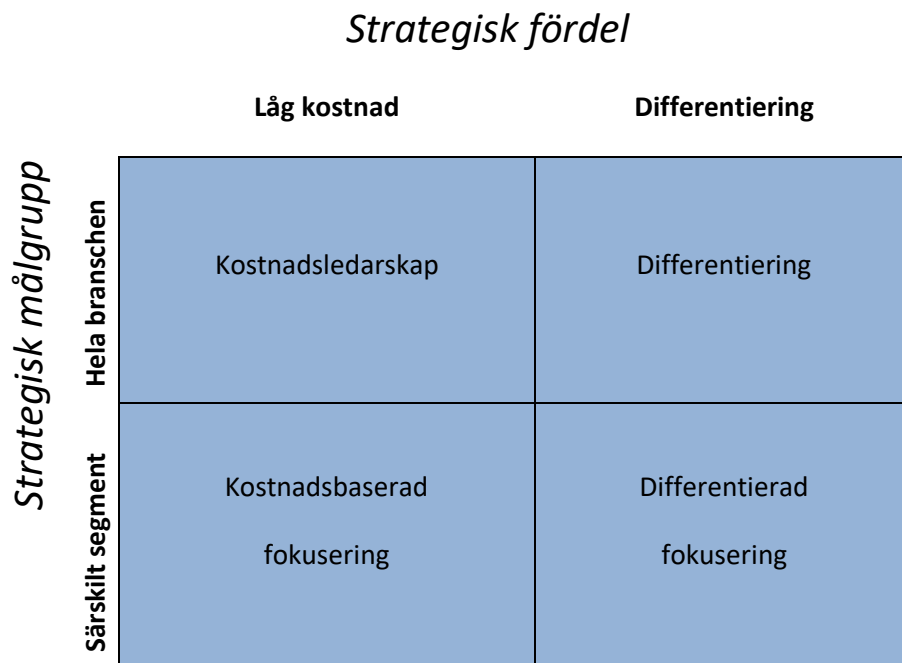 Strategisk fördel
Låg kostnad
Differentiering
Strategisk målgrupp
Hela branschen
Kostnadsledarskap
Differentiering
Särskilt segment
Kostnadsbaserad
fokusering
Differentierad
fokusering